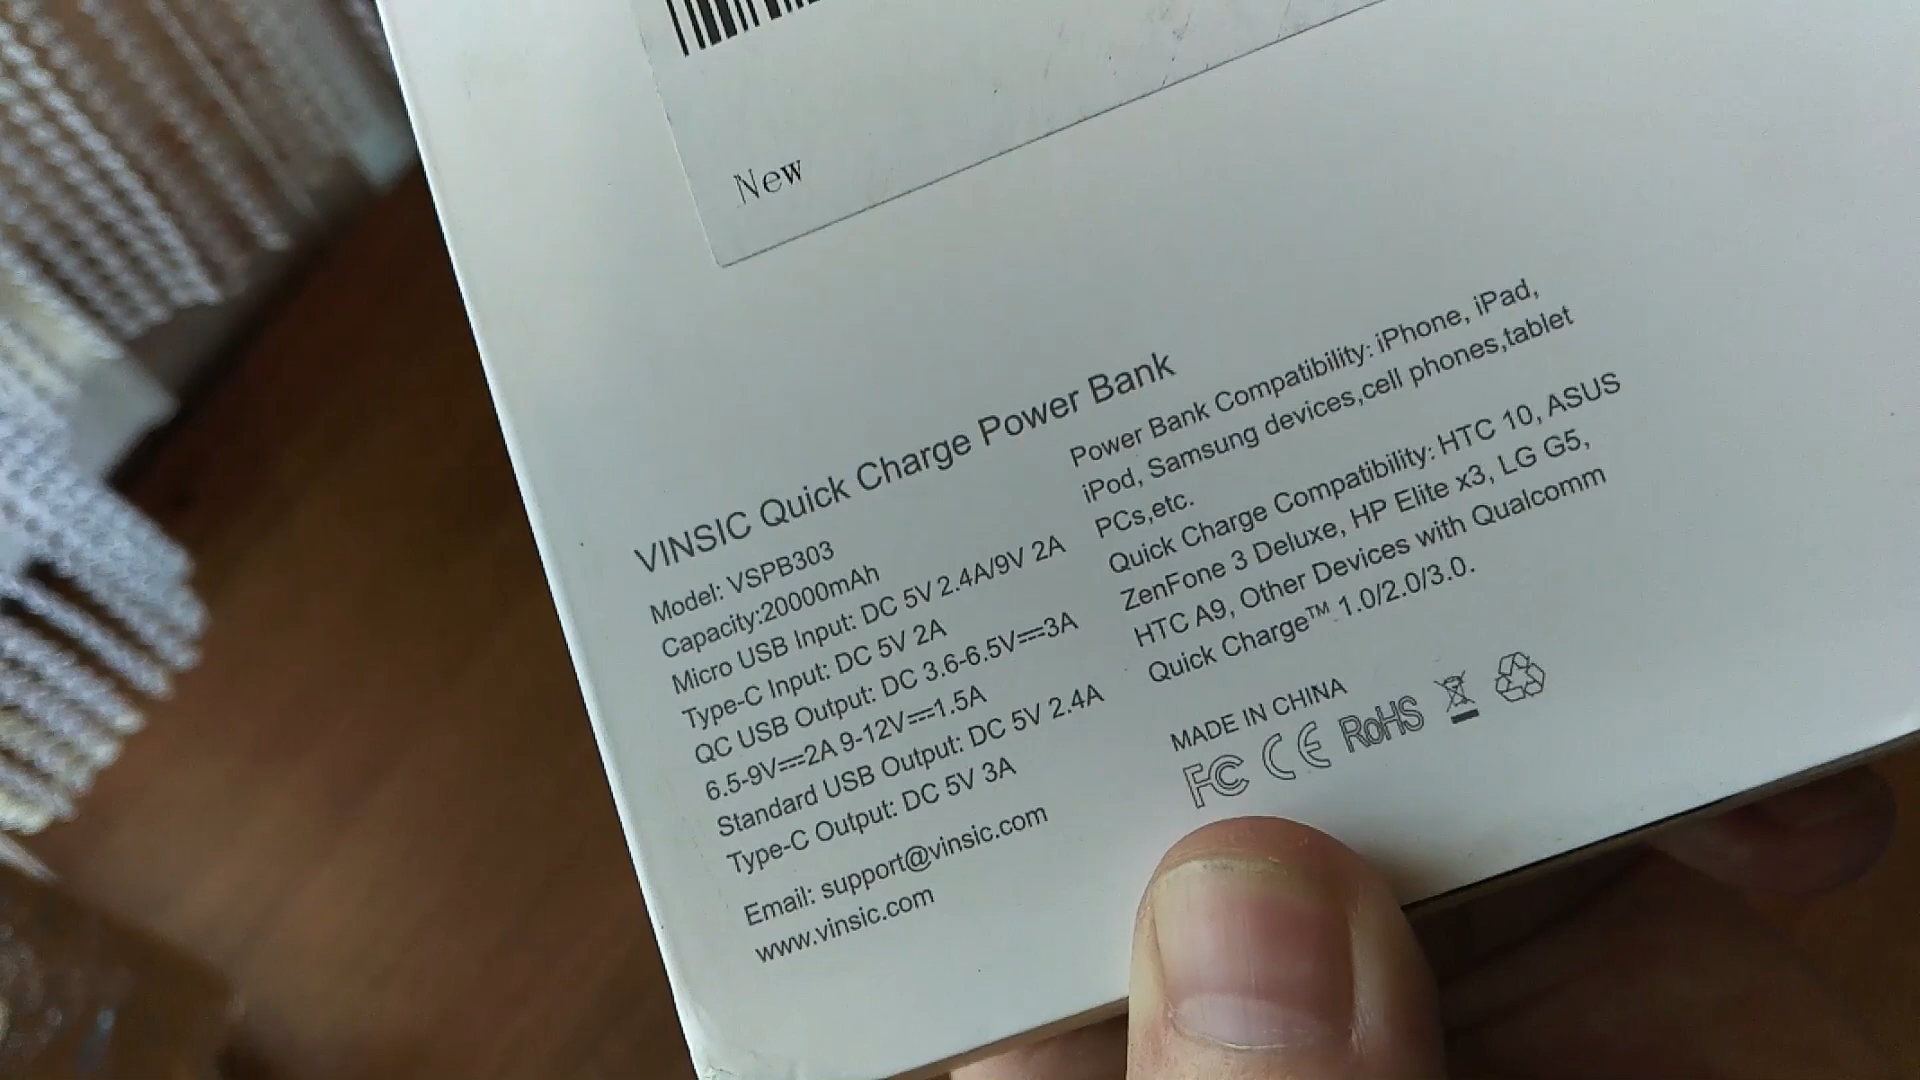 New
VINSIC Quick Charge Power Bank
Model: VSPB303
Capacity:20000mAh
Micro USB Input: DC 5V 2.4A/9V 2A
Type-C Input: DC 5V 2A
QC USB Output: DC 3.6-6.5V⎓3A
6.5-9V⎓2A 9-12V⎓1.5A
Standard USB Output: DC 5V 2.4A
Type-C Output: DC 5V 3A
Email: support@vinsic.com
www.vinsic.com
Power Bank Compatibility: iPhone, iPad,
iPod, Samsung devices,cell phones,tablet
PCs,etc.
Quick Charge Compatibility: HTC 10, ASUS
ZenFone 3 Deluxe, HP Elite x3, LG G5,
HTC A9, Other Devices with Qualcomm
Quick Charge™ 1.0/2.0/3.0.
MADE IN CHINA
FC CE RoHS